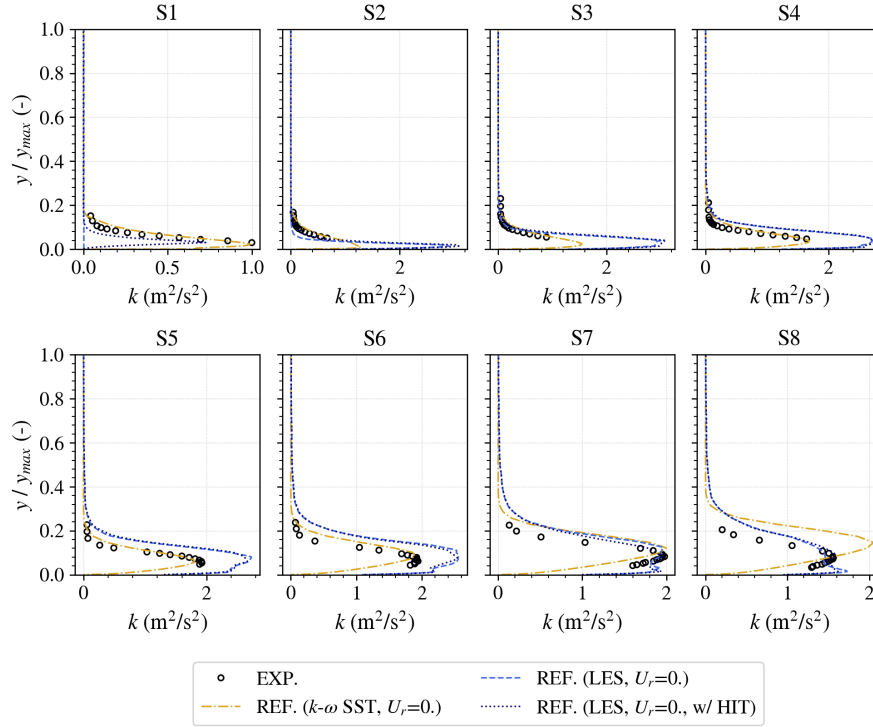 S1 S2 S3 S4
y / y_max (-)
1.0
0.8
0.6
0.4
0.2
0.0
0.0 0.5 1.0 0 2 0 2 0 2
k (m²/s²) k (m²/s²) k (m²/s²) k (m²/s²)
S5 S6 S7 S8
y / y_max (-)
1.0
0.8
0.6
0.4
0.2
0.0
0 2 0 1 2 0 1 2 0 1 2
k (m²/s²) k (m²/s²) k (m²/s²) k (m²/s²)
EXP. REF. (LES, U_r=0.)
REF. (k-ω SST, U_r=0.) REF. (LES, U_r=0., w/ HIT)